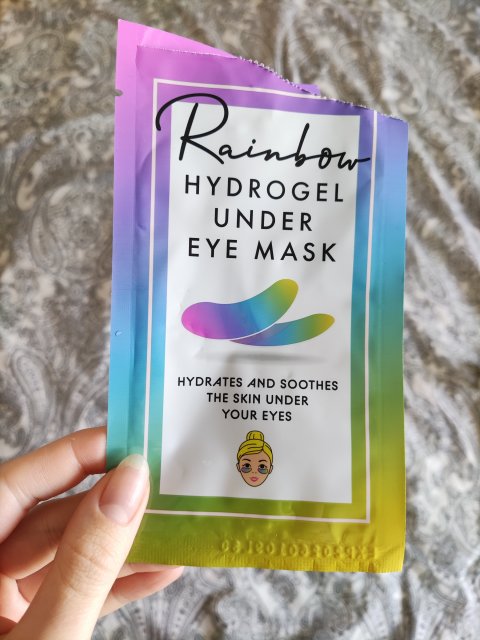 Rainbow
HYDROGEL
UNDER
EYE MASK
HYDRATES AND SOOTHES
THE SKIN UNDER
YOUR EYES